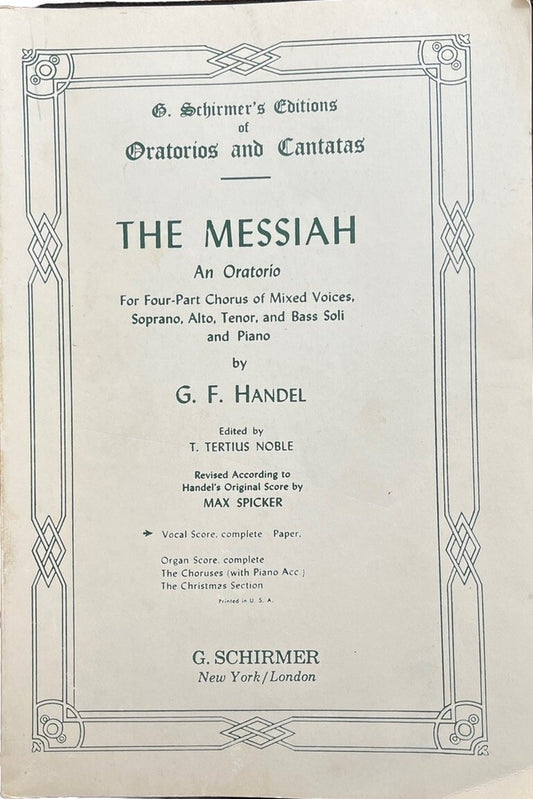 G. Schirmer's Editions
of
Oratorios and Cantatas
THE MESSIAH
An Oratorio
For Four-Part Chorus of Mixed Voices,
Soprano, Alto, Tenor, and Bass Soli
and Piano
by
G. F. HANDEL
Edited by
T. TERTIUS NOBLE
Revised According to
Handel's Original Score by
MAX SPICKER
Vocal Score, complete Paper,
Organ Score, complete
The Choruses (with Piano Acc.)
The Christmas Section
Printed in U. S. A.
G. SCHIRMER
New York/London